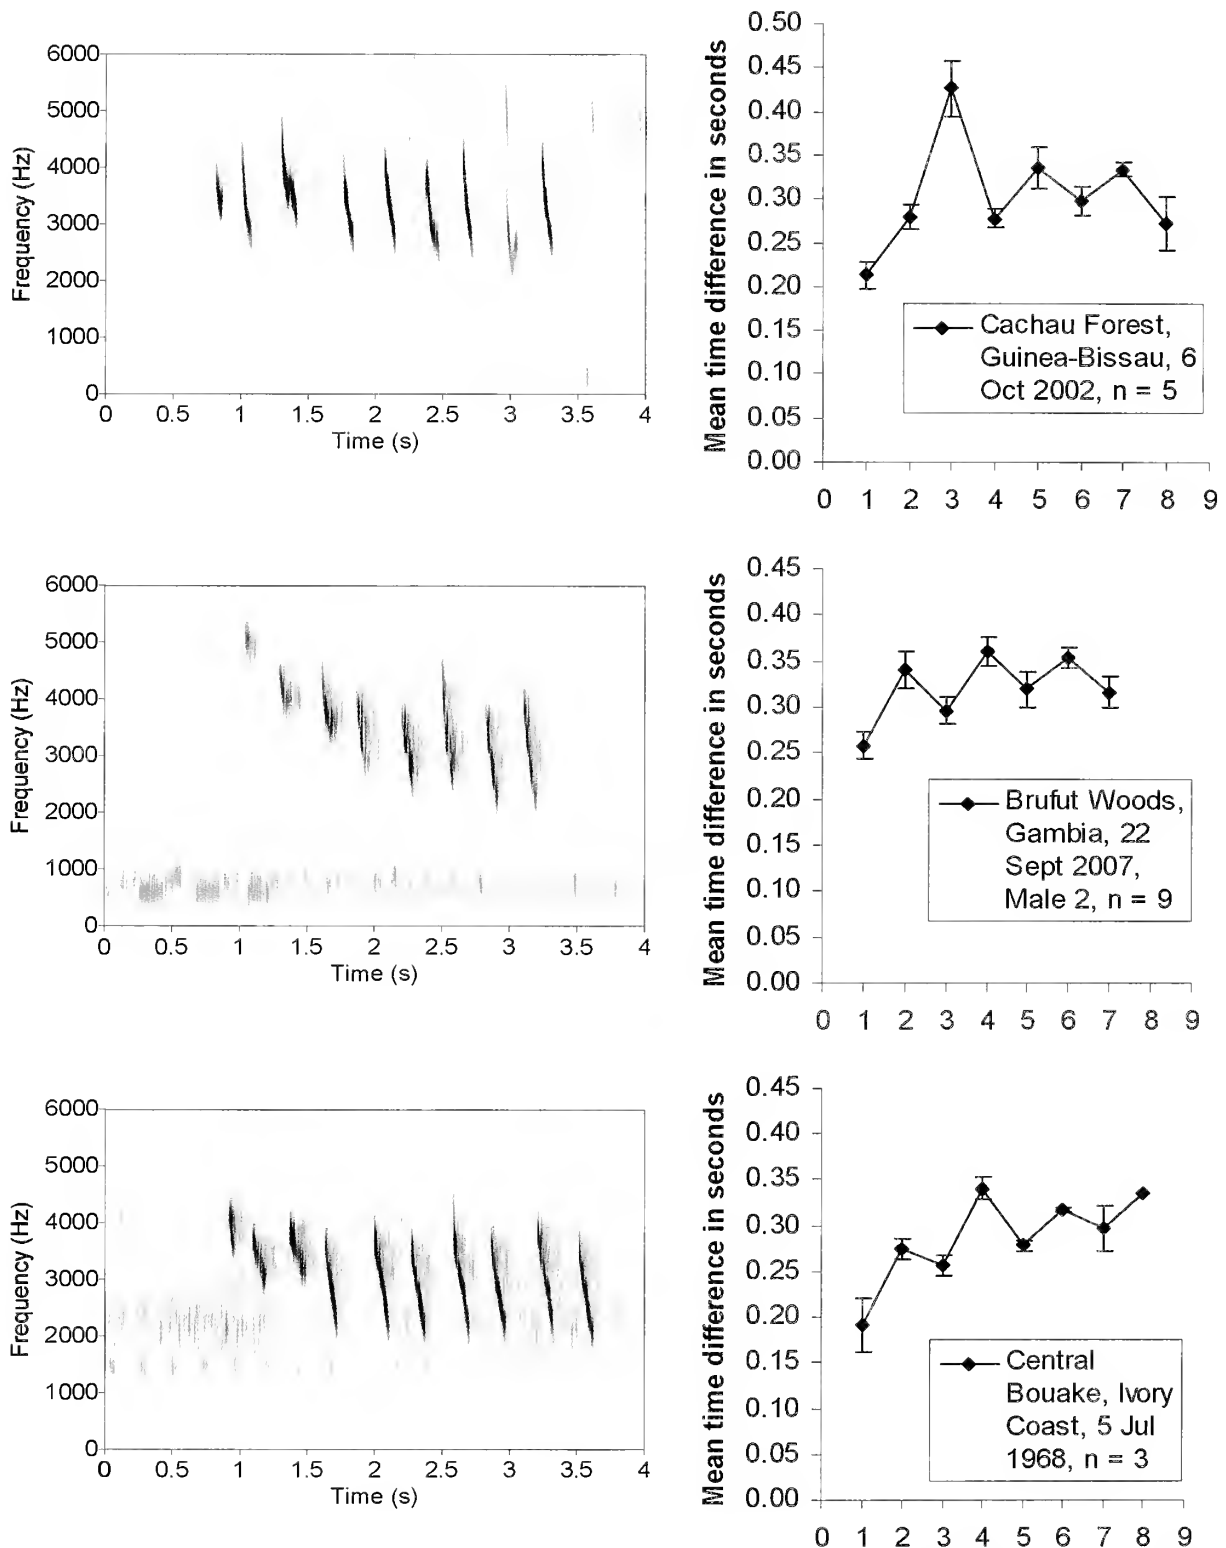 6000
5000
4000
3000
2000
1000
0
Frequency (Hz)
0 0.5 1 1.5 2 2.5 3 3.5 4
Time (s)
0.50
0.45
0.40
0.35
0.30
0.25
0.20
0.15
0.10
0.05
0.00
Mean time difference in seconds
0 1 2 3 4 5 6 7 8 9
Cachau Forest,
Guinea-Bissau, 6
Oct 2002, n = 5
6000
5000
4000
3000
2000
1000
0
Frequency (Hz)
0 0.5 1 1.5 2 2.5 3 3.5 4
Time (s)
0.45
0.40
0.35
0.30
0.25
0.20
0.15
0.10
0.05
0.00
Mean time difference in seconds
0 1 2 3 4 5 6 7 8 9
Brufut Woods,
Gambia, 22
Sept 2007,
Male 2, n = 9
6000
5000
4000
3000
2000
1000
0
Frequency (Hz)
0 0.5 1 1.5 2 2.5 3 3.5 4
Time (s)
0.45
0.40
0.35
0.30
0.25
0.20
0.15
0.10
0.05
0.00
Mean time difference in seconds
0 1 2 3 4 5 6 7 8 9
Central
Bouake, Ivory
Coast, 5 Jul
1968, n = 3